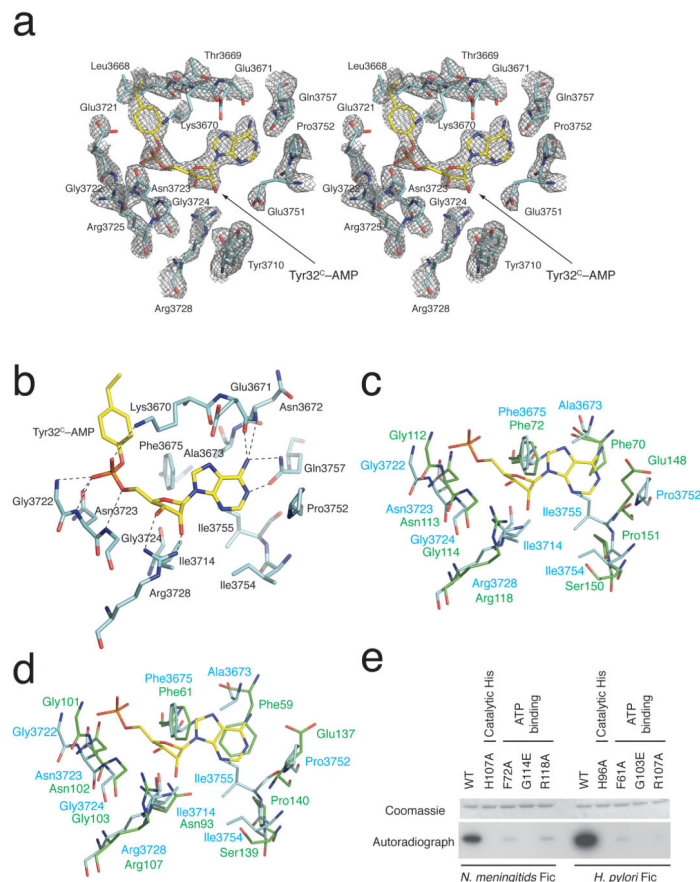 a
Thr3669
Leu3668
Glu3671
Gln3757
Glu3721
Lys3670
Pro3752
Gly3722
Asn3723
Gly3724
Glu3751
Arg3725
Tyr3710
Tyr32C–AMP
Arg3728
Thr3669
Leu3668
Glu3671
Gln3757
Glu3721
Lys3670
Pro3752
Gly3722
Asn3723
Gly3724
Glu3751
Arg3725
Tyr3710
Tyr32C–AMP
Arg3728
b
Glu3671
Lys3670
Asn3672
Tyr32C–AMP
Phe3675
Ala3673
Gln3757
Gly3722
Asn3723
Pro3752
Gly3724
Ile3755
Ile3714
Arg3728
Ile3754
c
Phe3675
Ala3673
Phe72
Gly112
Phe70
Gly3722
Glu148
Pro3752
Asn3723
Asn113
Ile3755
Gly3724
Gly114
Ile3714
Pro151
Arg3728
Ile3754
Arg118
Ser150
d
Ala3673
Phe3675
Phe61
Gly101
Phe59
Gly3722
Glu137
Asn3723
Ile3755
Pro3752
Asn102
Gly3724
Gly103
Ile3714
Asn93
Pro140
Arg3728
Ile3754
Arg107
Ser139
e
Catalytic His
ATP binding
Catalytic His
ATP binding
WT H107A F72A G114E R118A WT H96A F61A G103E R107A
Coomassie
Autoradiograph
N. meningitids Fic H. pylori Fic